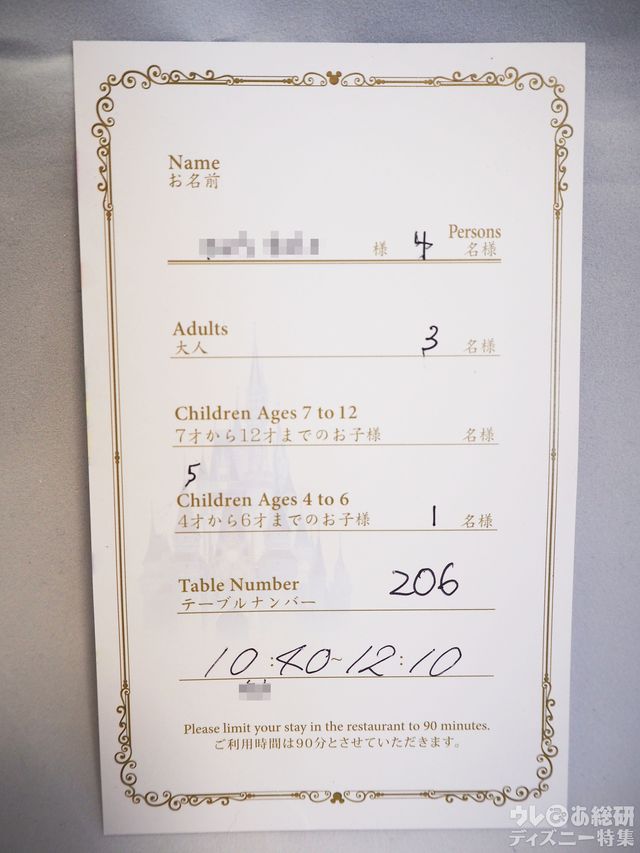 Name
お名前
様 4 Persons 名様
Adults
大人 3 名様
Children Ages 7 to 12
7才から12才までのお子様 名様
5
Children Ages 4 to 6
4才から6才までのお子様 1 名様
Table Number 206
テーブルナンバー
10:40~12:10
Please limit your stay in the restaurant to 90 minutes.
ご利用時間は90分とさせていただきます。
ウレぴあ総研
ディズニー特集